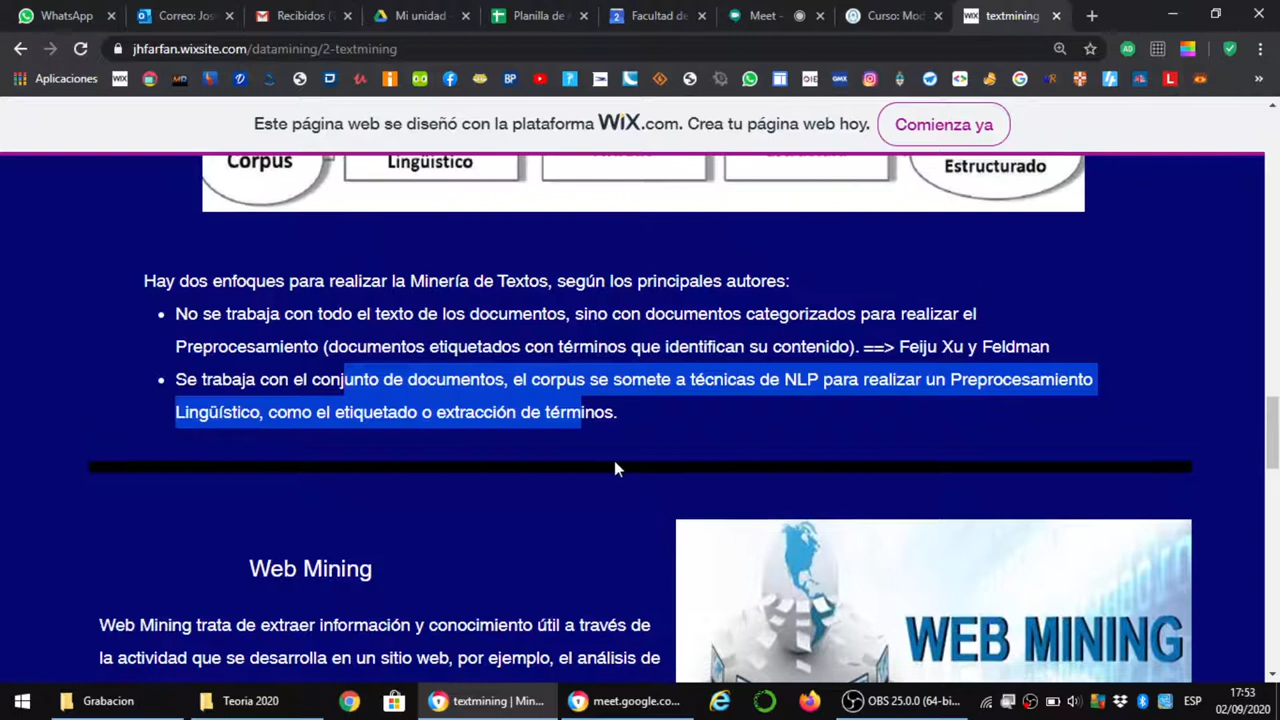 WhatsApp
Correo: Jos
Recibidos (
Mi unidad -
Planilla de a
Facultad de
Meet -
Curso: Mod
textmining
jhfarfan.wixsite.com/datamining/2-textmining
Aplicaciones
Este página web se diseñó con la plataforma WiX.com. Crea tu página web hoy.
Comienza ya
Corpus
Lingüístico
Estructurado
Hay dos enfoques para realizar la Minería de Textos, según los principales autores:
No se trabaja con todo el texto de los documentos, sino con documentos categorizados para realizar el
Preprocesamiento (documentos etiquetados con términos que identifican su contenido). ==> Feiju Xu y Feldman
Se trabaja con el conjunto de documentos, el corpus se somete a técnicas de NLP para realizar un Preprocesamiento
Lingüístico, como el etiquetado o extracción de términos.
Web Mining
Web Mining trata de extraer información y conocimiento útil a través de
la actividad que se desarrolla en un sitio web, por ejemplo, el análisis de
WEB MINING
Grabacion
Teoria 2020
textmining | Min...
meet.google.co...
OBS 25.0.0 (64-bi...
ESP
17:53
02/09/2020